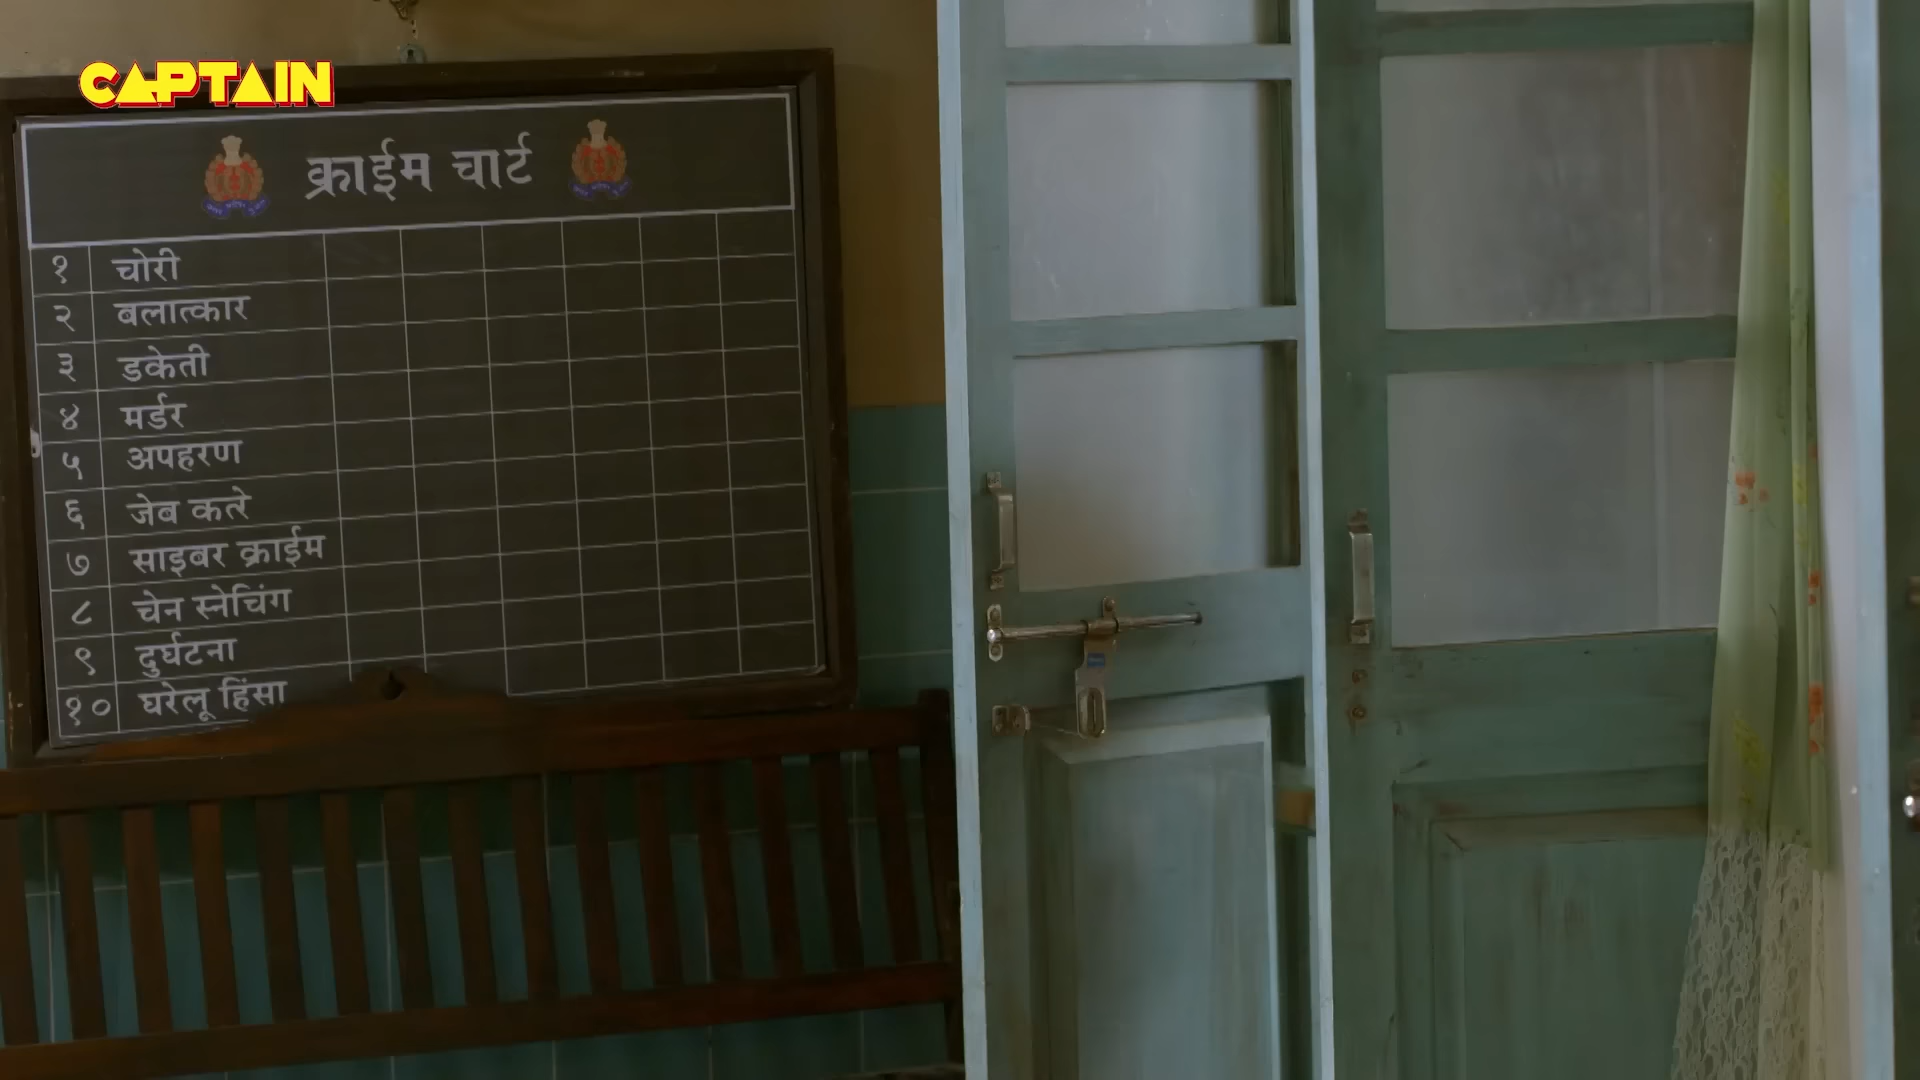 CAPTAIN
क्राईम चार्ट
१ चोरी
२ बलात्कार
३ डकेती
४ मर्डर
५ अपहरण
६ जेब कत्रे
७ साइबर क्राईम
८ चेन स्नेचिंग
९ दुर्घटना
१० घरेलू हिंसा